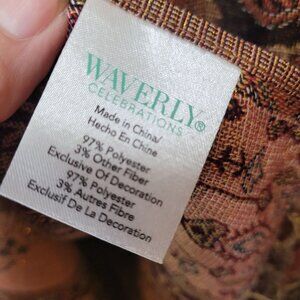 WAVERLY®
CELEBRATIONS
Made in China/
Hecho En Chine
97% Polyester
3% Other Fiber
Exclusive Of Decoration
97% Polyester
3% Autres Fibre
Exclusif De La Decoration